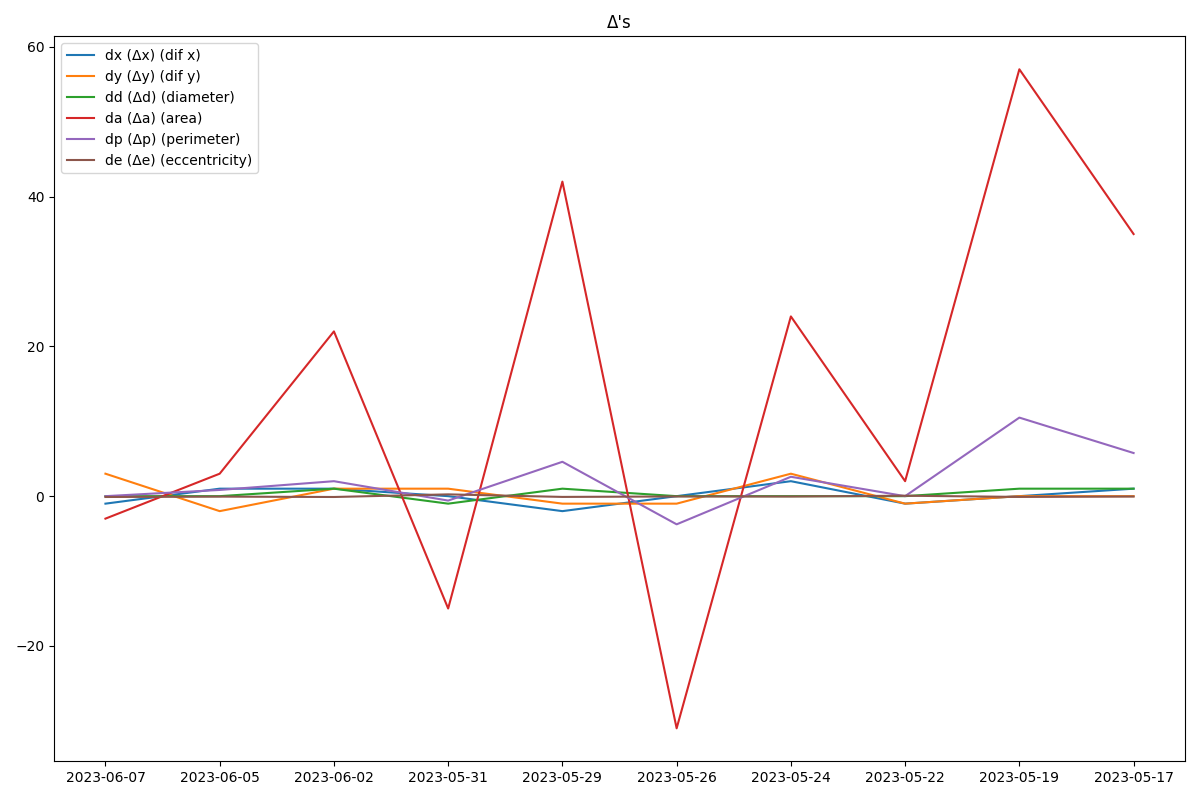 Δ's
dx (Δx) (dif x)
dy (Δy) (dif y)
dd (Δd) (diameter)
da (Δa) (area)
dp (Δp) (perimeter)
de (Δe) (eccentricity)
60
40
20
0
−20
2023-06-07 2023-06-05 2023-06-02 2023-05-31 2023-05-29 2023-05-26 2023-05-24 2023-05-22 2023-05-19 2023-05-17